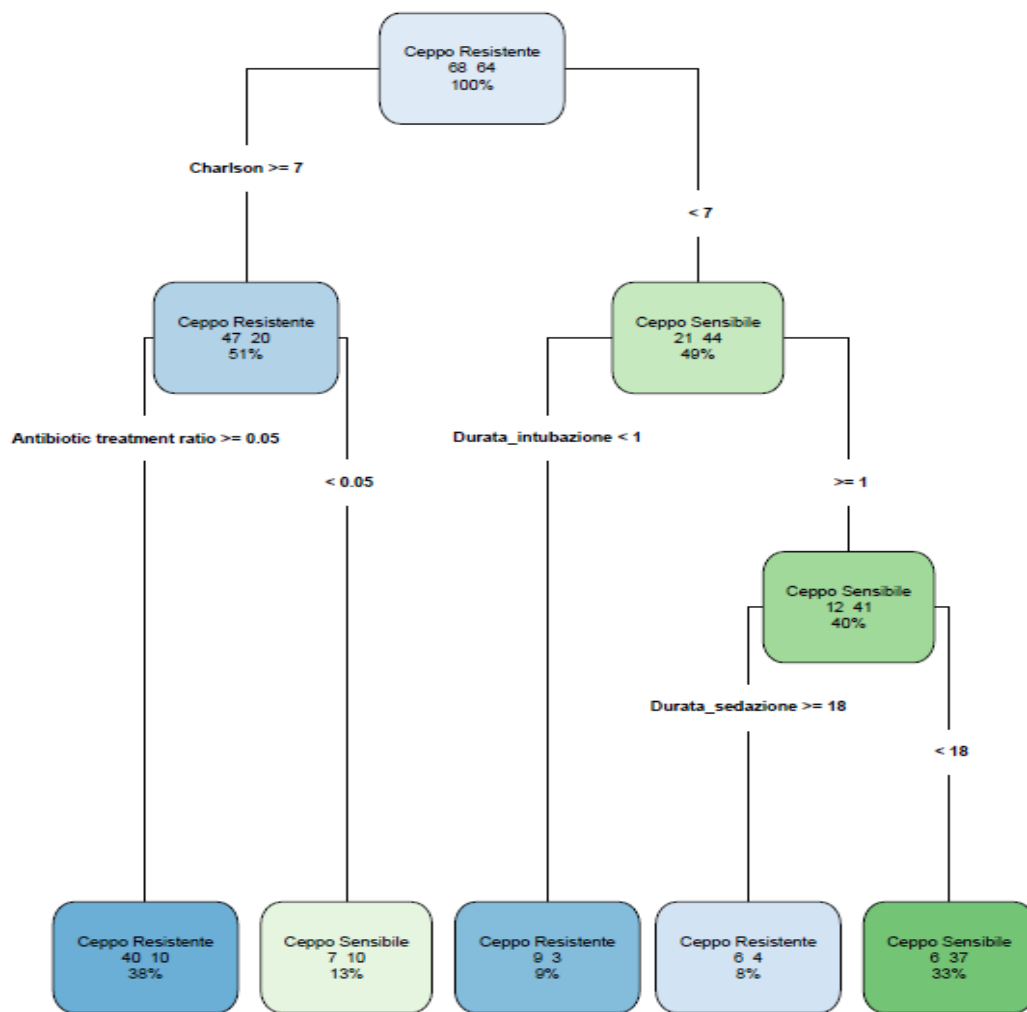 Ceppo Resistente
68 64
100%
Charlson >= 7
< 7
Ceppo Resistente
47 20
51%
Ceppo Sensibile
21 44
49%
Antibiotic treatment ratio >= 0.05
Durata_intubazione < 1
< 0.05
>= 1
Ceppo Sensibile
12 41
40%
Durata_sedazione >= 18
< 18
Ceppo Resistente
40 10
38%
Ceppo Sensibile
7 10
13%
Ceppo Resistente
9 3
9%
Ceppo Resistente
6 4
8%
Ceppo Sensibile
6 37
33%